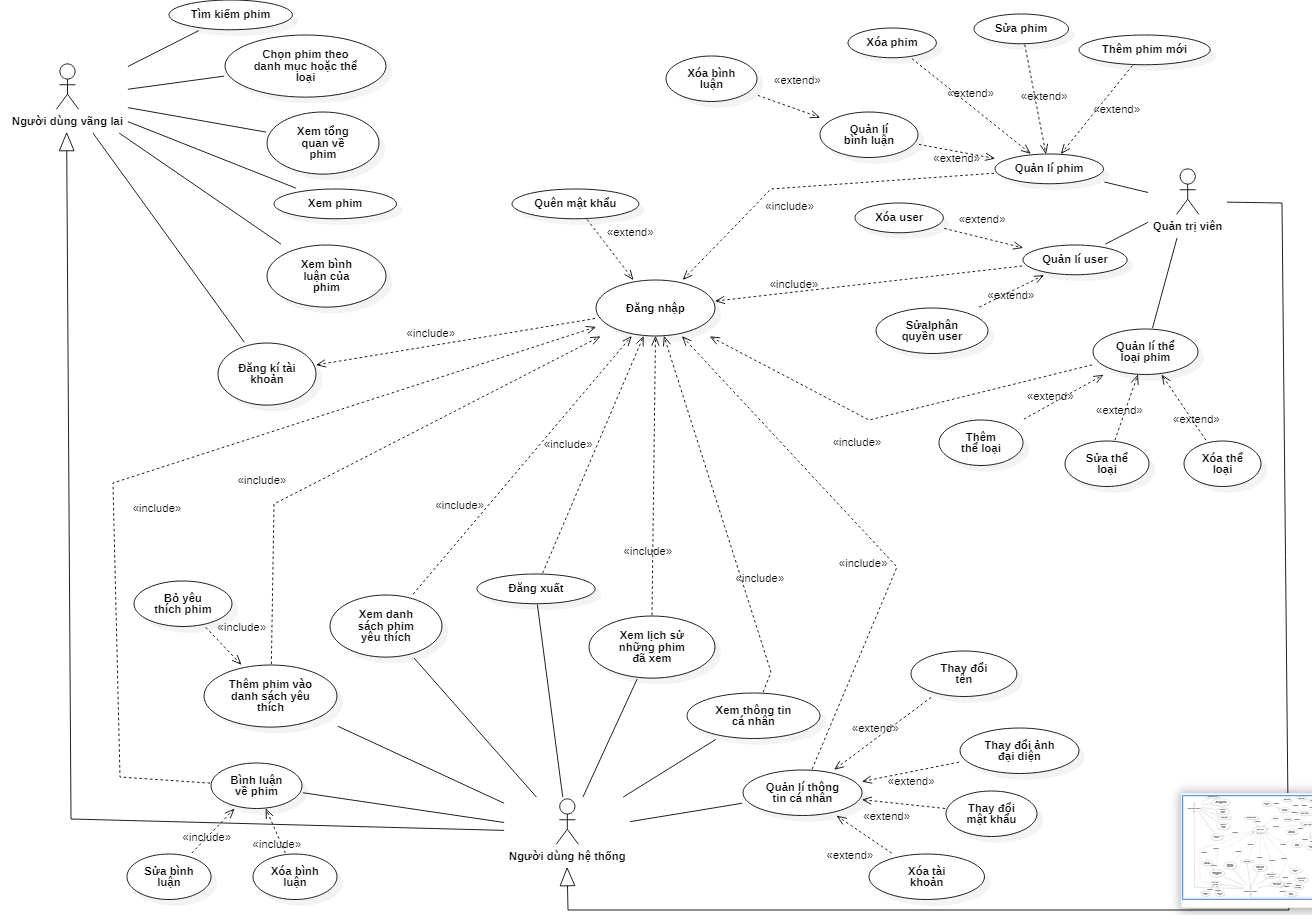 Tìm kiếm phim
Chọn phim theo
danh mục hoặc thể
loại
Người dùng vãng lai
Xem tổng
quan về
phim
Xem phim
Xem bình
luận của
phim
Đăng kí tài
khoản
Xóa phim
Sửa phim
Thêm phim mới
Xóa bình
luận
«extend»
«extend»
«extend»
«extend»
Quản lí
bình luận
«extend»
Quản lí phim
Quên mật khẩu
«extend»
«include»
Xóa user
«extend»
Quản trị viên
Quản lí user
«include»
«extend»
Đăng nhập
Sửalphân
quyền user
«include»
Quản lí thể
loại phim
«extend»
«extend»
«extend»
Thêm
thể loại
Sửa thể
loại
Xóa thể
loại
«include»
«include»
«include»
«include»
«include»
«include»
«include»
«include»
Bỏ yêu
thích phim
«include»
Thêm phim vào
danh sách yêu
thích
Xem danh
sách phim
yêu thích
Đăng xuất
Xem lịch sử
những phim
đã xem
Xem thông tin
cá nhân
Thay đổi
tên
«extend»
Thay đổi ảnh
đại diện
«extend»
Quản lí thông
tin cá nhân
Thay đổi
mật khẩu
«extend»
«extend»
Xóa tài
khoản
Bình luận
về phim
«include»
«include»
Sửa bình
luận
Xóa bình
luận
Người dùng hệ thống